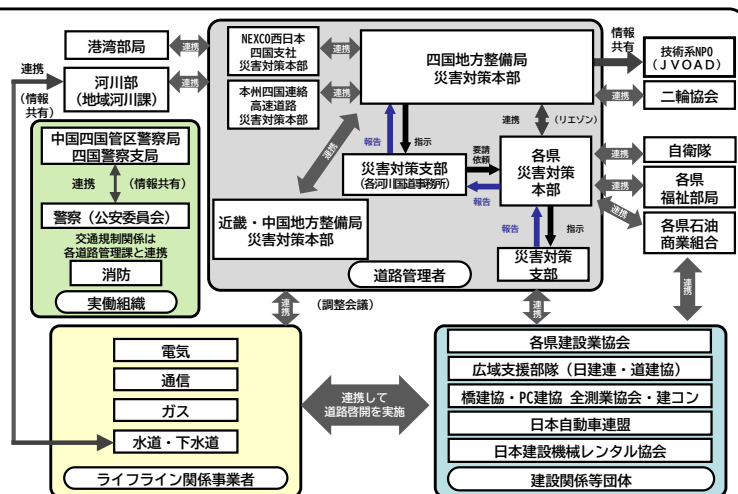 港湾部局
連携
河川部
(地域河川課)
連携
連携
(情報
共有)
NEXCO西日本
四国支社
災害対策本部
連携
本州四国連絡
高速道路
災害対策本部
連携
四国地方整備局
災害対策本部
情報
共有
技術系NPO
(JVOAD)
連携
二輪協会
中国四国管区警察局
四国警察支局
連携
(情報共有)
警察(公安委員会)
交通規制関係は
各道路管理課と連携
消防
実働組織
連携
報告
指示
連携
(リエゾン)
災害対策支部
(各河川国道事務所)
要請
依頼
報告
各県
災害対策
本部
連携
自衛隊
連携
各県
福祉部局
連携
各県石油
商業組合
近畿・中国地方整備局
災害対策本部
報告
指示
災害対策
支部
道路管理者
連携
(調整会議)
連携
連携
電気
通信
ガス
水道・下水道
ライフライン関係事業者
連携して
道路啓開を実施
各県建設業協会
広域支援部隊(日建連・道建協)
橋建協・PC建協 全測業協会・建コン
日本自動車連盟
日本建設機械レンタル協会
建設関係等団体